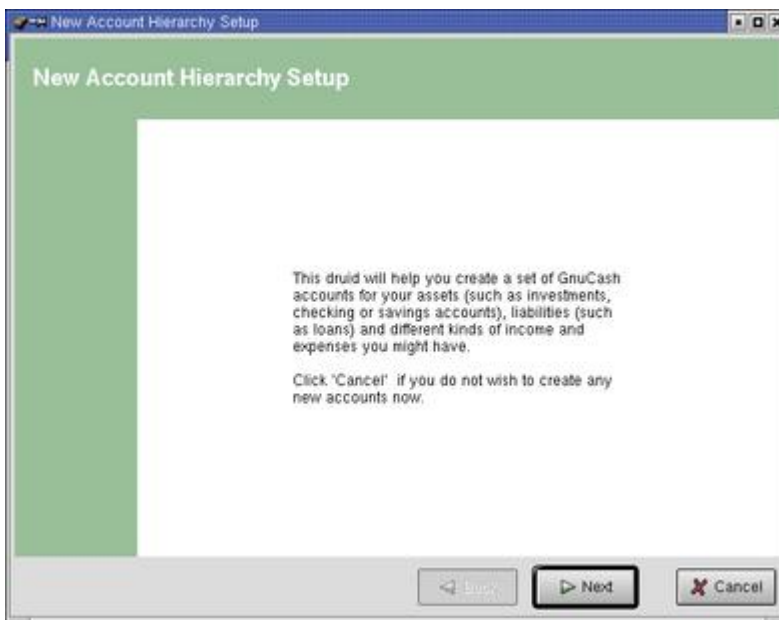 New Account Hierarchy Setup
New Account Hierarchy Setup
This druid will help you create a set of GnuCash
accounts for your assets (such as investments,
checking or savings accounts), liabilities (such
as loans) and different kinds of income and
expenses you might have.
Click 'Cancel' if you do not wish to create any
new accounts now.
Back
Next
Cancel